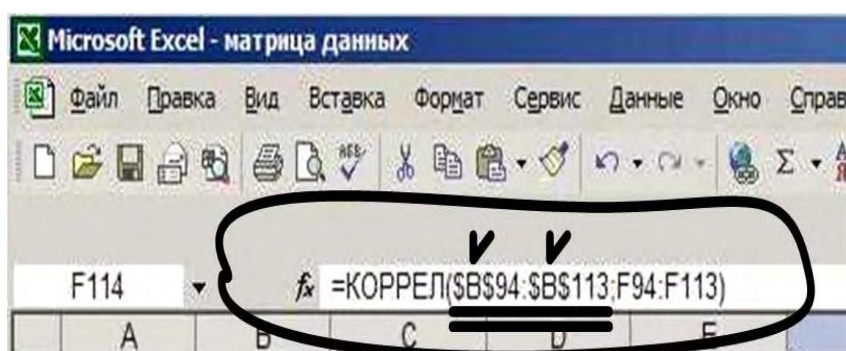 Microsoft Excel - матрица данных
Файл Правка Вид Вставка Формат Сервис Данные Окно Справ
F114 fx =КОРРЕЛ($B$94:$B$113;F94:F113)
A B C D E